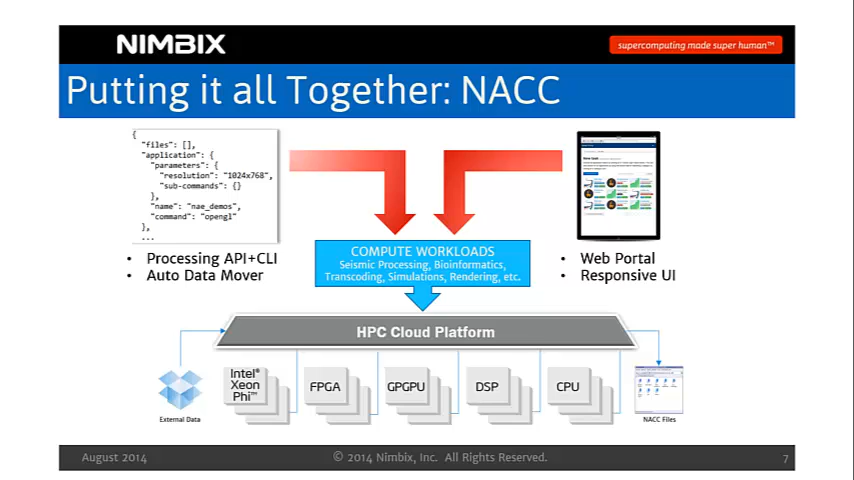 NIMBIX
supercomputing made super human™
Putting it all Together: NACC
{
"files": [],
"application": {
"parameters": {
"resolution": "1024x768",
"sub-commands": {}
},
"name": "nae_demos",
"command": "opengl"
},
...
• Processing API+CLI
• Auto Data Mover
COMPUTE WORKLOADS
Seismic Processing, Bioinformatics,
Transcoding, Simulations, Rendering, etc.
• Web Portal
• Responsive UI
HPC Cloud Platform
External Data
Intel®
Xeon
Phi™
FPGA
GPGPU
DSP
CPU
NACC Files
August 2014
© 2014 Nimbix, Inc. All Rights Reserved.
7